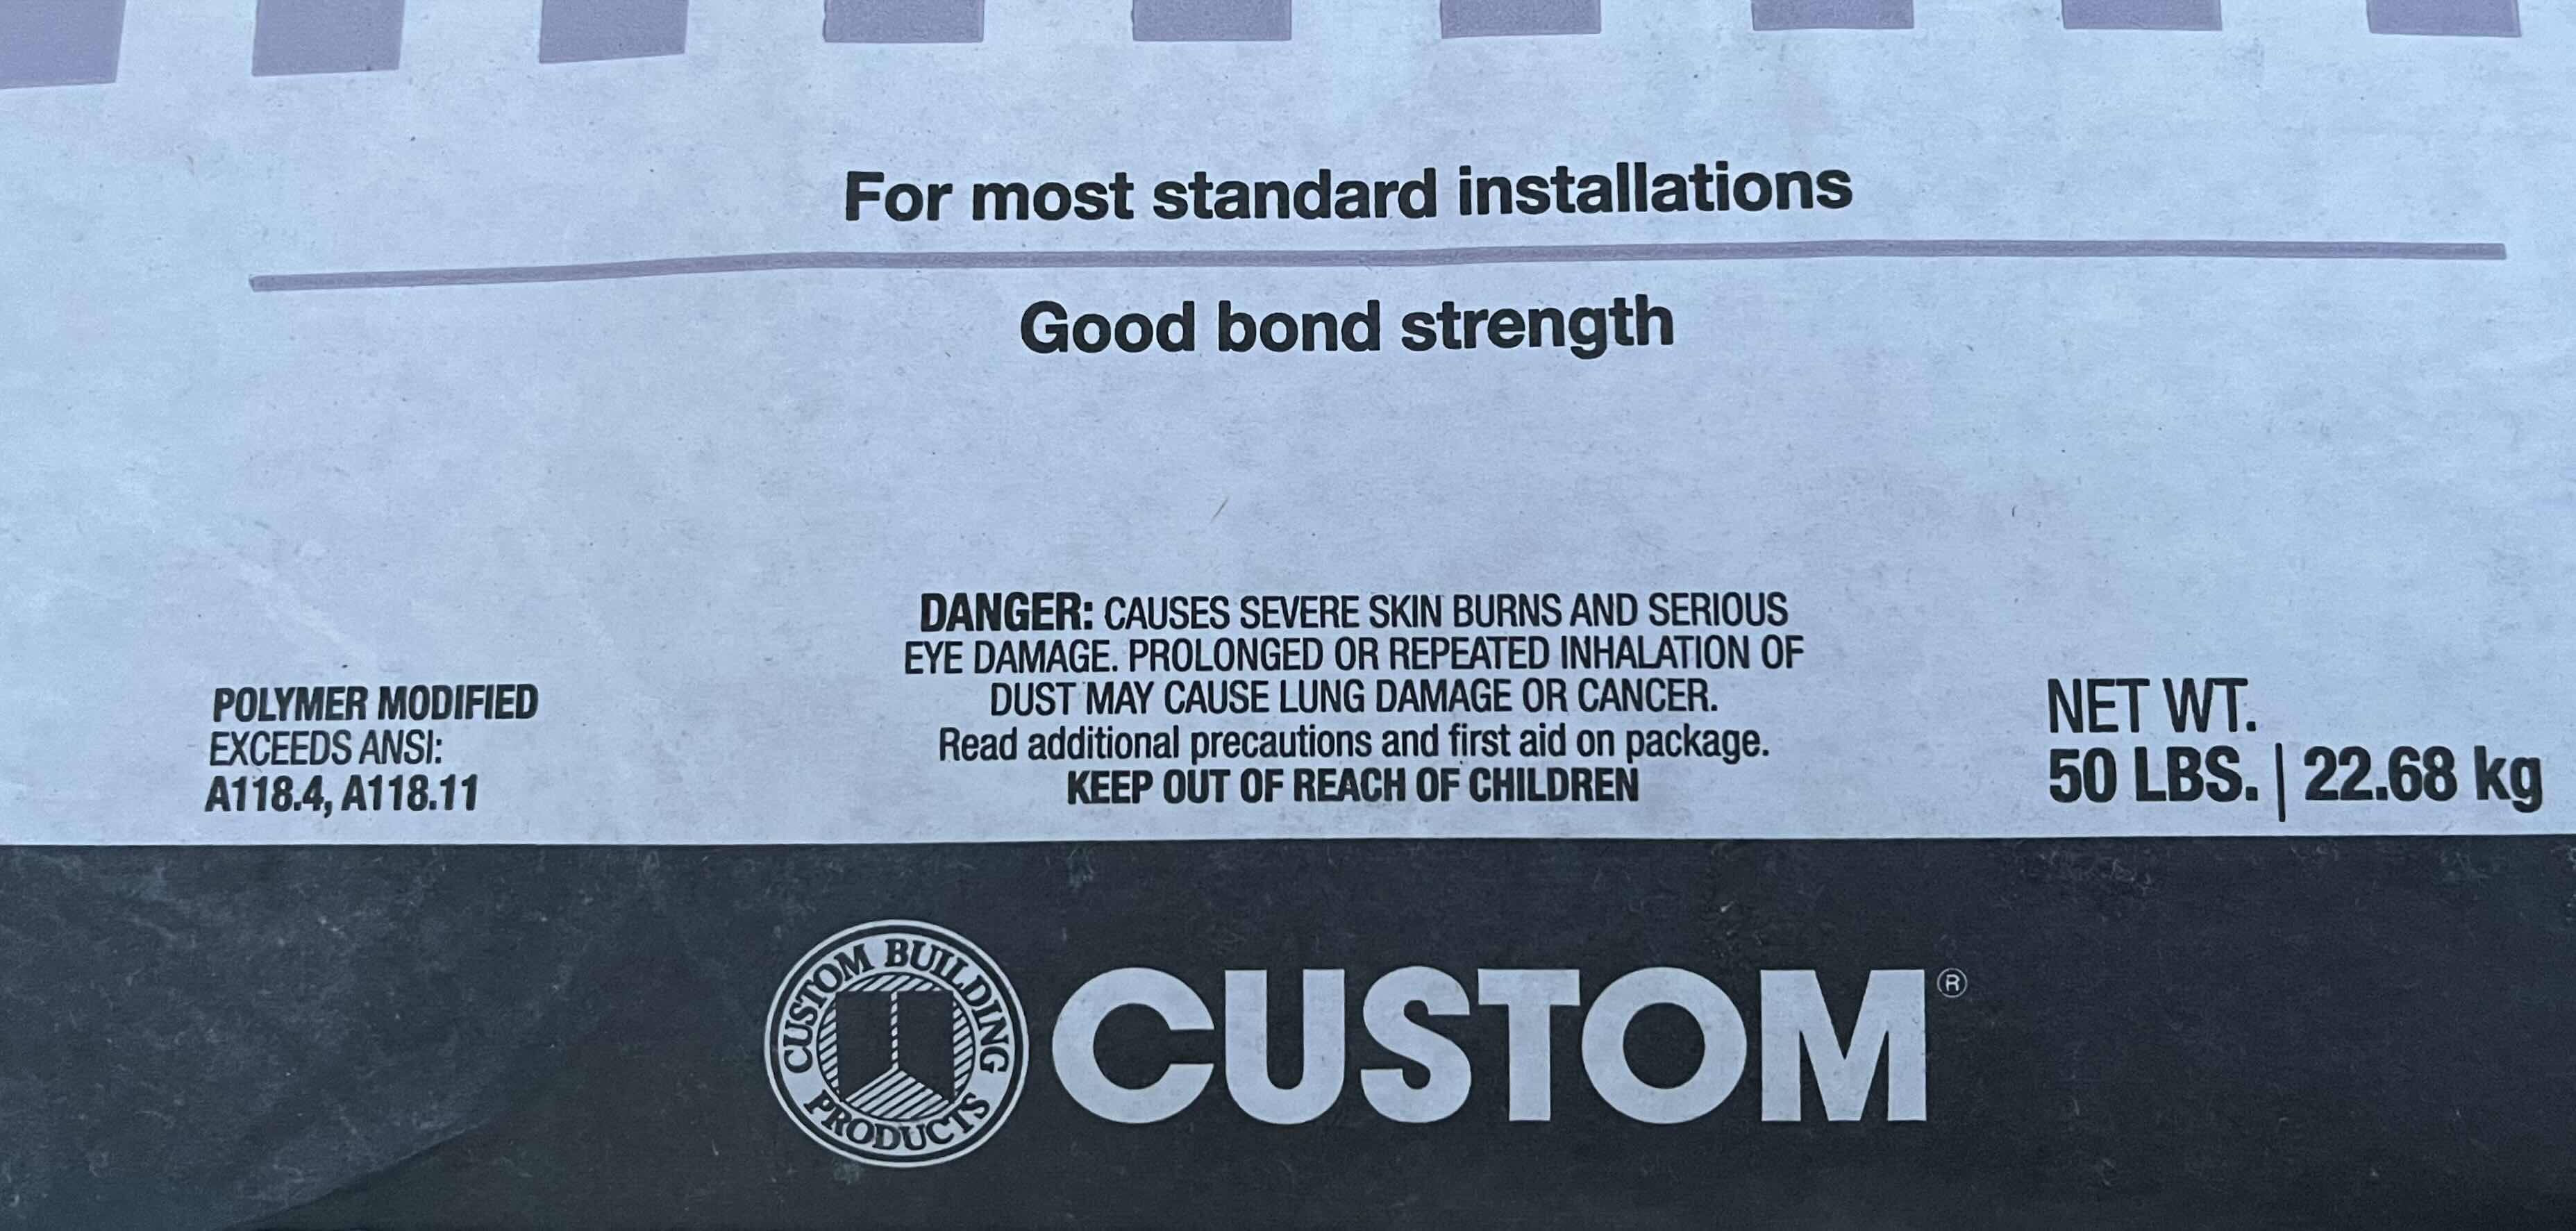 For most standard installations
Good bond strength
DANGER: CAUSES SEVERE SKIN BURNS AND SERIOUS
EYE DAMAGE. PROLONGED OR REPEATED INHALATION OF
DUST MAY CAUSE LUNG DAMAGE OR CANCER.
Read additional precautions and first aid on package.
KEEP OUT OF REACH OF CHILDREN
POLYMER MODIFIED
EXCEEDS ANSI:
A118.4, A118.11
NET WT.
50 LBS. | 22.68 kg
CUSTOM BUILDING
PRODUCTS
CUSTOM®